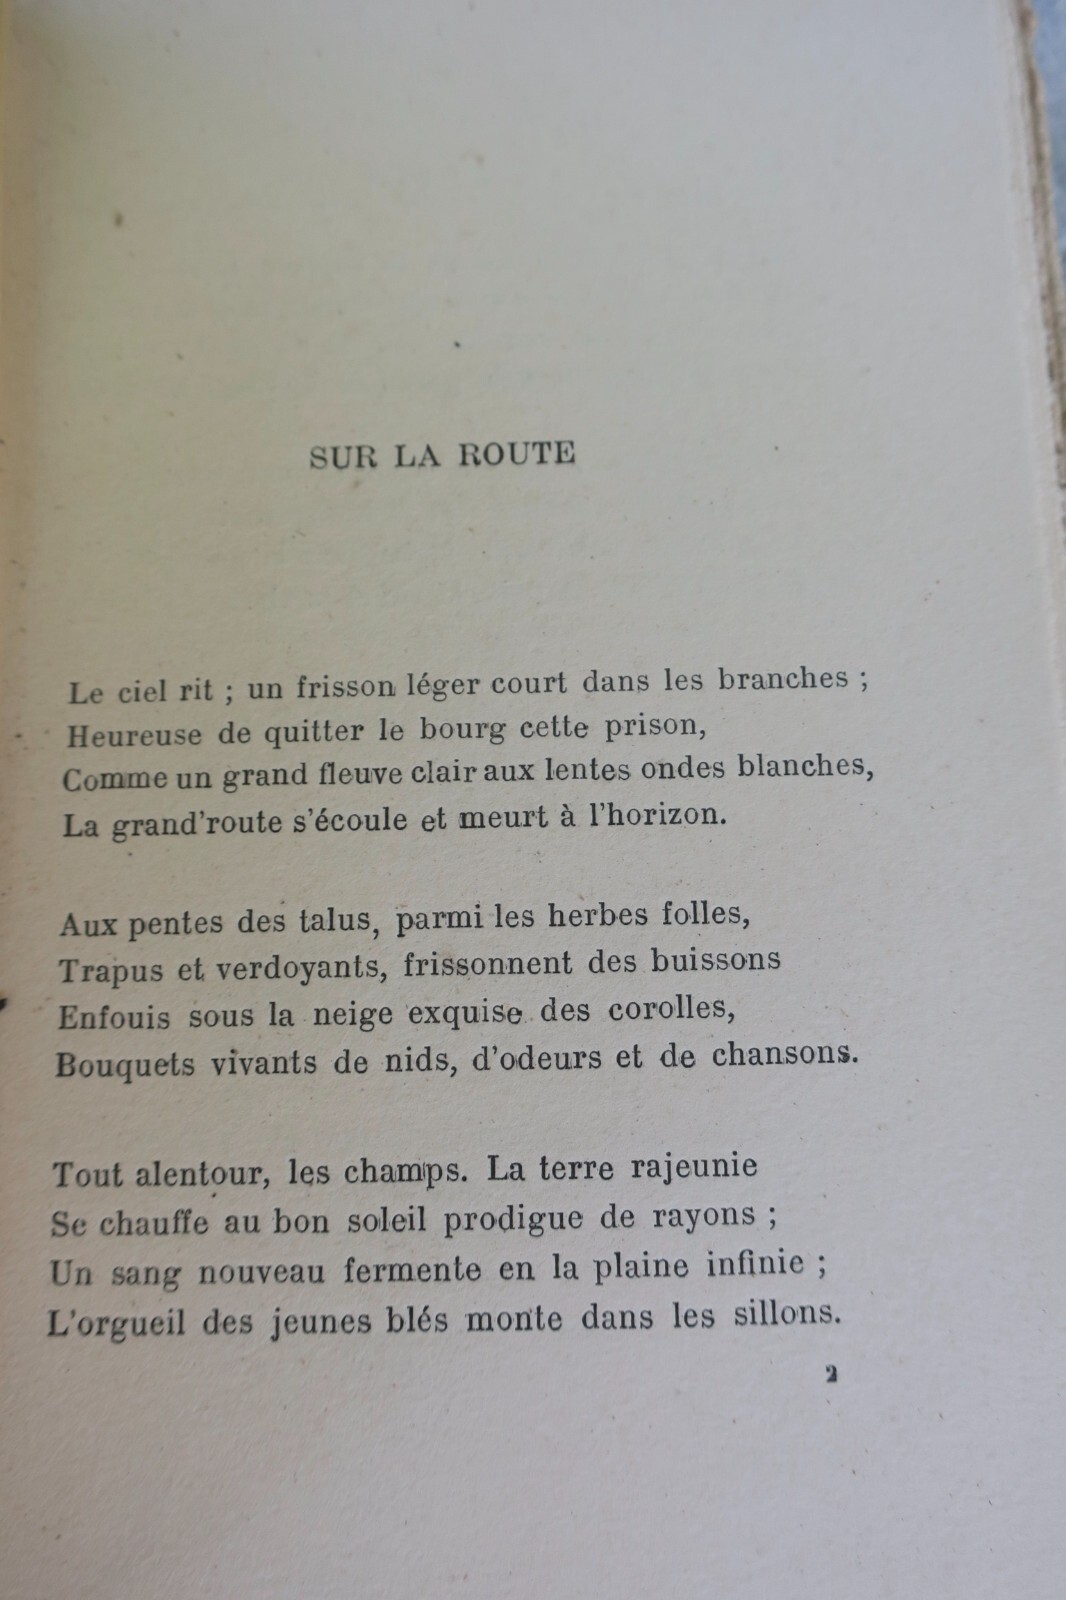 SUR LA ROUTE
Le ciel rit ; un frisson léger court dans les branches ;
Heureuse de quitter le bourg cette prison,
Comme un grand fleuve clair aux lentes ondes blanches,
La grand'route s'écoule et meurt à l'horizon.
Aux pentes des talus, parmi les herbes folles,
Trapus et verdoyants, frissonnent des buissons
Enfouis sous la neige exquise des corolles,
Bouquets vivants de nids, d'odeurs et de chansons.
Tout alentour, les champs. La terre rajeunie
Se chauffe au bon soleil prodigue de rayons ;
Un sang nouveau fermente en la plaine infinie ;
L'orgueil des jeunes blés monte dans les sillons.
2